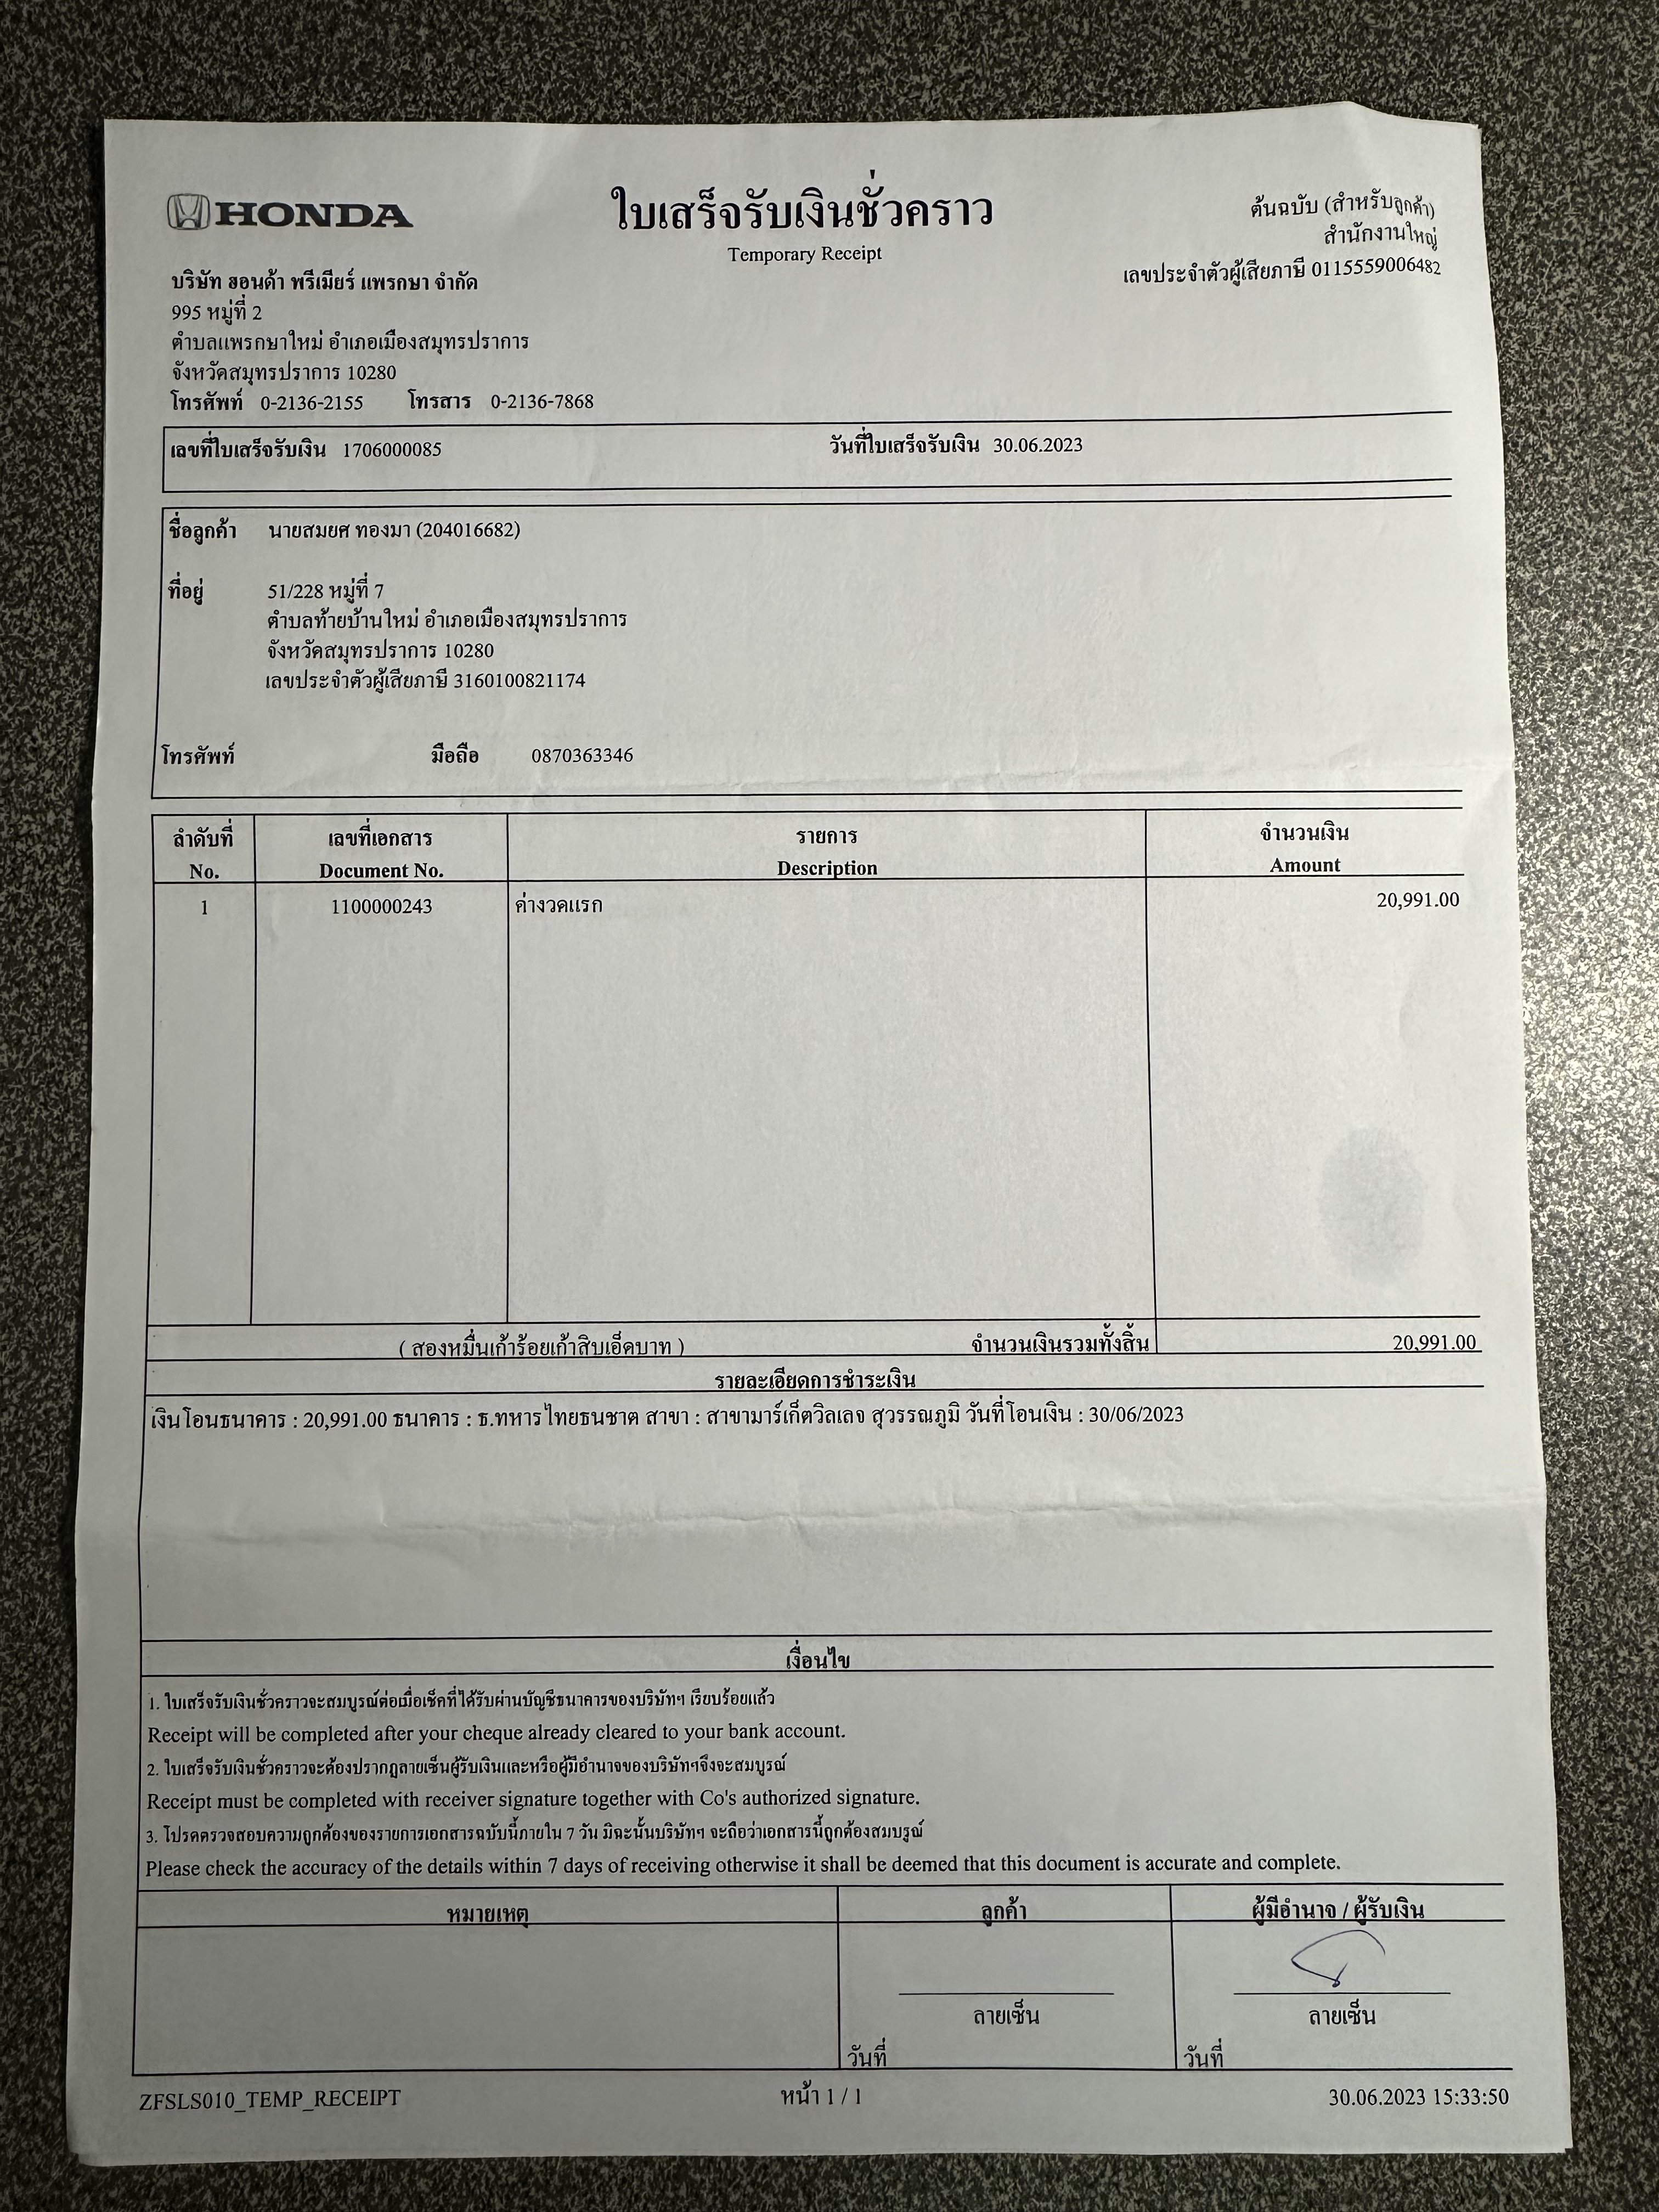 HONDA
ใบเสร็จรับเงินชั่วคราว
Temporary Receipt
ต้นฉบับ (สำหรับลูกค้า)
สำนักงานใหญ่
เลขประจำตัวผู้เสียภาษี 0115559006482
บริษัท ฮอนด้า พรีเมียร์ แพรกษา จำกัด
995 หมู่ที่ 2
ตำบลแพรกษาใหม่ อำเภอเมืองสมุทรปราการ
จังหวัดสมุทรปราการ 10280
โทรศัพท์ 0-2136-2155 โทรสาร 0-2136-7868
เลขที่ใบเสร็จรับเงิน 1706000085 วันที่ใบเสร็จรับเงิน 30.06.2023
ชื่อลูกค้า นายสมยศ ทองมา (204016682)
ที่อยู่ 51/228 หมู่ที่ 7
ตำบลท้ายบ้านใหม่ อำเภอเมืองสมุทรปราการ
จังหวัดสมุทรปราการ 10280
เลขประจำตัวผู้เสียภาษี 3160100821174
โทรศัพท์ มือถือ 0870363346
ลำดับที่ เลขที่เอกสาร รายการ จำนวนเงิน
No. Document No. Description Amount
1 1100000243 ค่างวดแรก 20,991.00
( สองหมื่นเก้าร้อยเก้าสิบเอ็ดบาท ) จำนวนเงินรวมทั้งสิ้น 20,991.00
รายละเอียดการชำระเงิน
เงินโอนธนาคาร : 20,991.00 ธนาคาร : ธ.ทหารไทยธนชาต สาขา : สาขามาร์เก็ตวิลเลจ สุวรรณภูมิ วันที่โอนเงิน : 30/06/2023
เงื่อนไข
1. ใบเสร็จรับเงินชั่วคราวจะสมบูรณ์ต่อเมื่อเช็คที่ได้รับผ่านบัญชีธนาคารของบริษัทฯ เรียบร้อยแล้ว
Receipt will be completed after your cheque already cleared to your bank account.
2. ใบเสร็จรับเงินชั่วคราวจะต้องปรากฏลายเซ็นผู้รับเงินและหรือผู้มีอำนาจของบริษัทฯจึงจะสมบูรณ์
Receipt must be completed with receiver signature together with Co's authorized signature.
3. โปรดตรวจสอบความถูกต้องของรายการเอกสารฉบับนี้ภายใน 7 วัน มิฉะนั้นบริษัทฯ จะถือว่าเอกสารนี้ถูกต้องสมบรูณ์
Please check the accuracy of the details within 7 days of receiving otherwise it shall be deemed that this document is accurate and complete.
หมายเหตุ ลูกค้า ผู้มีอำนาจ / ผู้รับเงิน
ลายเซ็น ลายเซ็น
วันที่ วันที่
ZFSLS010_TEMP_RECEIPT หน้า 1 / 1 30.06.2023 15:33:50